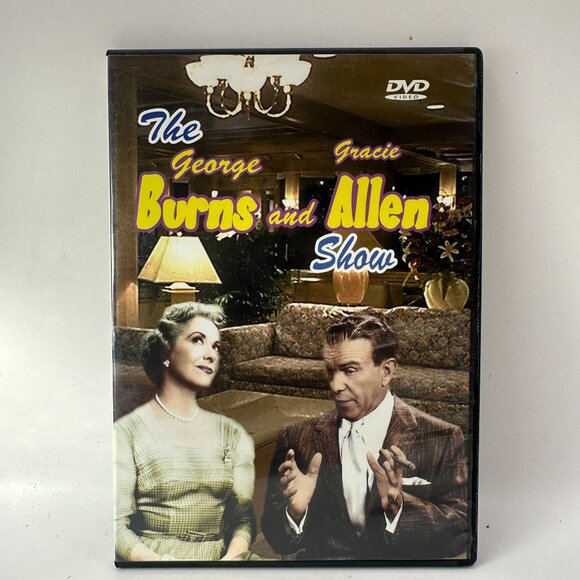 DVD
VIDEO
The
George Gracie
Burns and Allen
Show